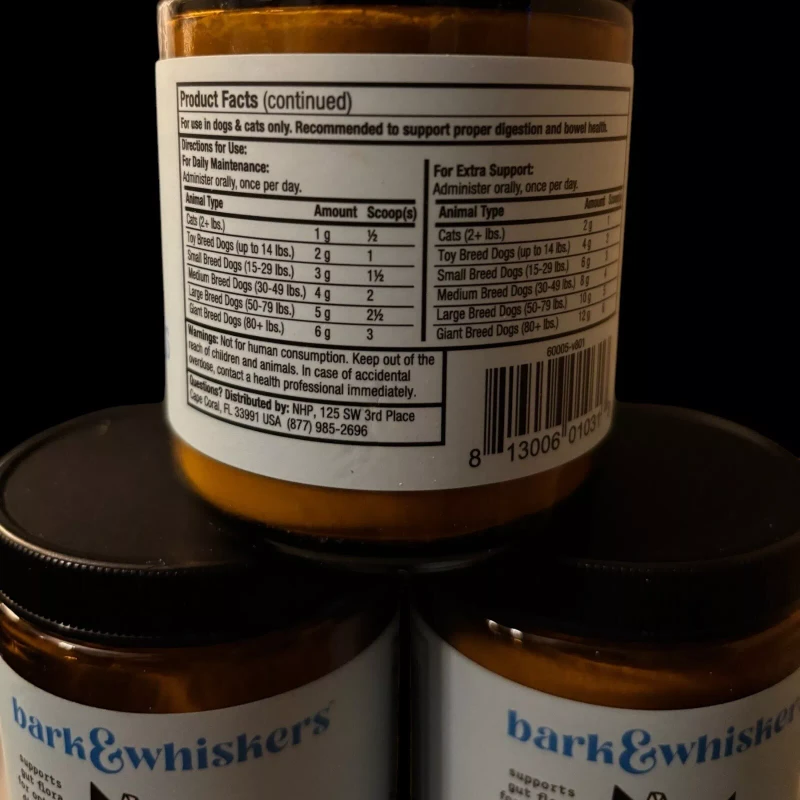 Product Facts (continued)
For use in dogs & cats only. Recommended to support proper digestion and bowel health.
Directions for Use:
For Daily Maintenance:
Administer orally, once per day.
Animal Type Amount Scoop(s)
Cats (2+ lbs.) 1 g ½
Toy Breed Dogs (up to 14 lbs.) 2 g 1
Small Breed Dogs (15-29 lbs.) 3 g 1½
Medium Breed Dogs (30-49 lbs.) 4 g 2
Large Breed Dogs (50-79 lbs.) 5 g 2½
Giant Breed Dogs (80+ lbs.) 6 g 3
For Extra Support:
Administer orally, once per day.
Animal Type Amount
Cats (2+ lbs.) 2 g 1
Toy Breed Dogs (up to 14 lbs.) 4 g
Small Breed Dogs (15-29 lbs.) 6 g
Medium Breed Dogs (30-49 lbs.) 8 g
Large Breed Dogs (50-79 lbs.) 10 g
Giant Breed Dogs (80+ lbs.) 12 g
Warnings: Not for human consumption. Keep out of the
reach of children and animals. In case of accidental
overdose, contact a health professional immediately.
Questions? Distributed by: NHP, 125 SW 3rd Place
Cape Coral, FL 33991 USA (877) 985-2696
60005-v801
8 13006 01031
bark&whiskers
supports
gut flora
bark&whiskers
supports
gut